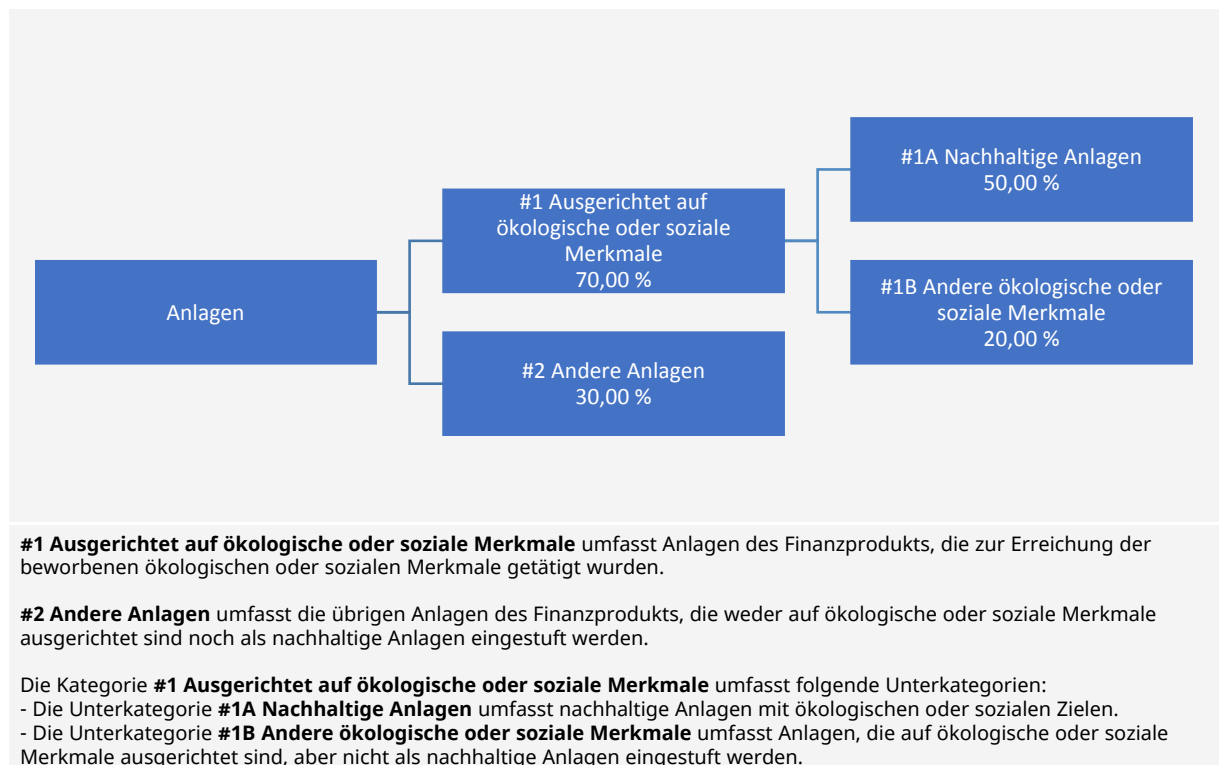 Anlagen
#1 Ausgerichtet auf
ökologische oder soziale
Merkmale
70,00 %
#2 Andere Anlagen
30,00 %
#1A Nachhaltige Anlagen
50,00 %
#1B Andere ökologische oder
soziale Merkmale
20,00 %
#1 Ausgerichtet auf ökologische oder soziale Merkmale umfasst Anlagen des Finanzprodukts, die zur Erreichung der
beworbenen ökologischen oder sozialen Merkmale getätigt wurden.
#2 Andere Anlagen umfasst die übrigen Anlagen des Finanzprodukts, die weder auf ökologische oder soziale Merkmale
ausgerichtet sind noch als nachhaltige Anlagen eingestuft werden.
Die Kategorie #1 Ausgerichtet auf ökologische oder soziale Merkmale umfasst folgende Unterkategorien:
- Die Unterkategorie #1A Nachhaltige Anlagen umfasst nachhaltige Anlagen mit ökologischen oder sozialen Zielen.
- Die Unterkategorie #1B Andere ökologische oder soziale Merkmale umfasst Anlagen, die auf ökologische oder soziale
Merkmale ausgerichtet sind, aber nicht als nachhaltige Anlagen eingestuft werden.